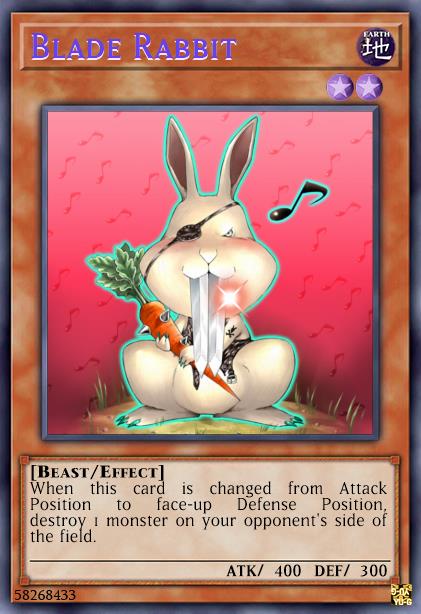 Blade Rabbit
EARTH
地
[Beast/Effect]
When this card is changed from Attack
Position to face-up Defense Position,
destroy 1 monster on your opponent's side of
the field.
ATK/ 400 DEF/ 300
58268433